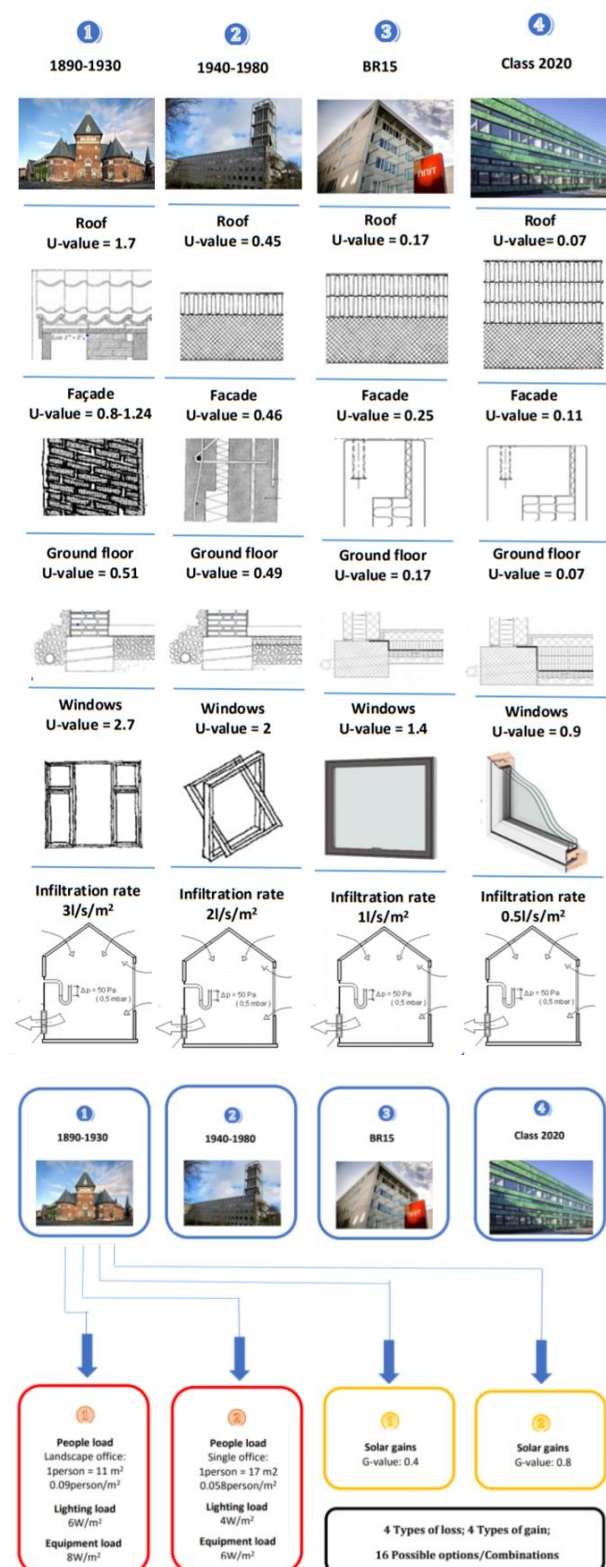 1 2 3 4
1890-1930 1940-1980 BR15 Class 2020
NNIT
Roof Roof Roof Roof
U-value = 1.7 U-value = 0.45 U-value = 0.17 U-value= 0.07
Façade Facade Facade Facade
U-value = 0.8-1.24 U-value = 0.46 U-value = 0.25 U-value = 0.11
Ground floor Ground floor Ground floor Ground floor
U-value = 0.51 U-value = 0.49 U-value = 0.17 U-value = 0.07
Windows Windows Windows Windows
U-value = 2.7 U-value = 2 U-value = 1.4 U-value = 0.9
Infiltration rate Infiltration rate Infiltration rate Infiltration rate
3l/s/m² 2l/s/m² 1l/s/m² 0.5l/s/m²
Δp = 50 Pa Δp = 50 Pa Δp = 50 Pa Δp = 50 Pa
(0,5 mbar) (0,5 mbar) (0,5 mbar) (0,5 mbar)
1 2 3 4
1890-1930 1940-1980 BR15 Class 2020
1
People load
Landscape office:
1person = 11 m²
0.09person/m²
Lighting load
6W/m²
Equipment load
8W/m²
2
People load
Single office:
1person = 17 m2
0.058person/m²
Lighting load
4W/m²
Equipment load
6W/m²
Solar gains
G-value: 0.4
2
Solar gains
G-value: 0.8
4 Types of loss; 4 Types of gain;
16 Possible options/Combinations